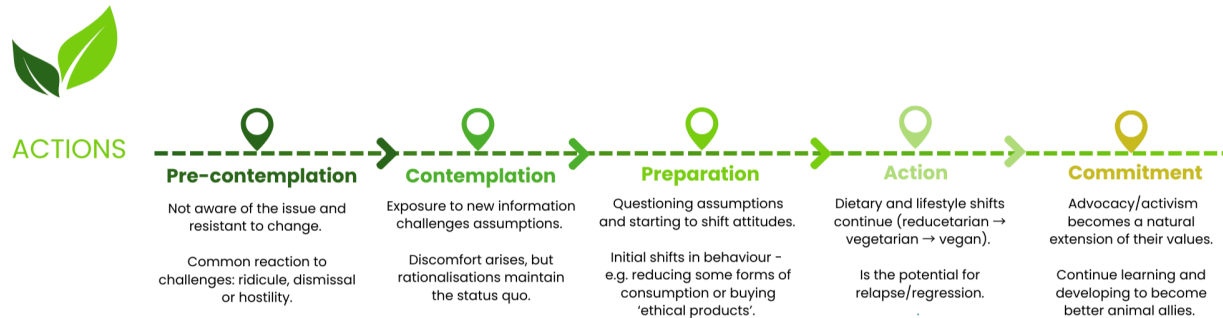 ACTIONS
Pre-contemplation
Not aware of the issue and
resistant to change.
Common reaction to
challenges: ridicule, dismissal
or hostility.
Contemplation
Exposure to new information
challenges assumptions.
Discomfort arises, but
rationalisations maintain
the status quo.
Preparation
Questioning assumptions
and starting to shift attitudes.
Initial shifts in behaviour -
e.g. reducing some forms of
consumption or buying
‘ethical products’.
Action
Dietary and lifestyle shifts
continue (reducetarian →
vegetarian → vegan).
Is the potential for
relapse/regression.
.
Commitment
Advocacy/activism
becomes a natural
extension of their values.
Continue learning and
developing to become
better animal allies.